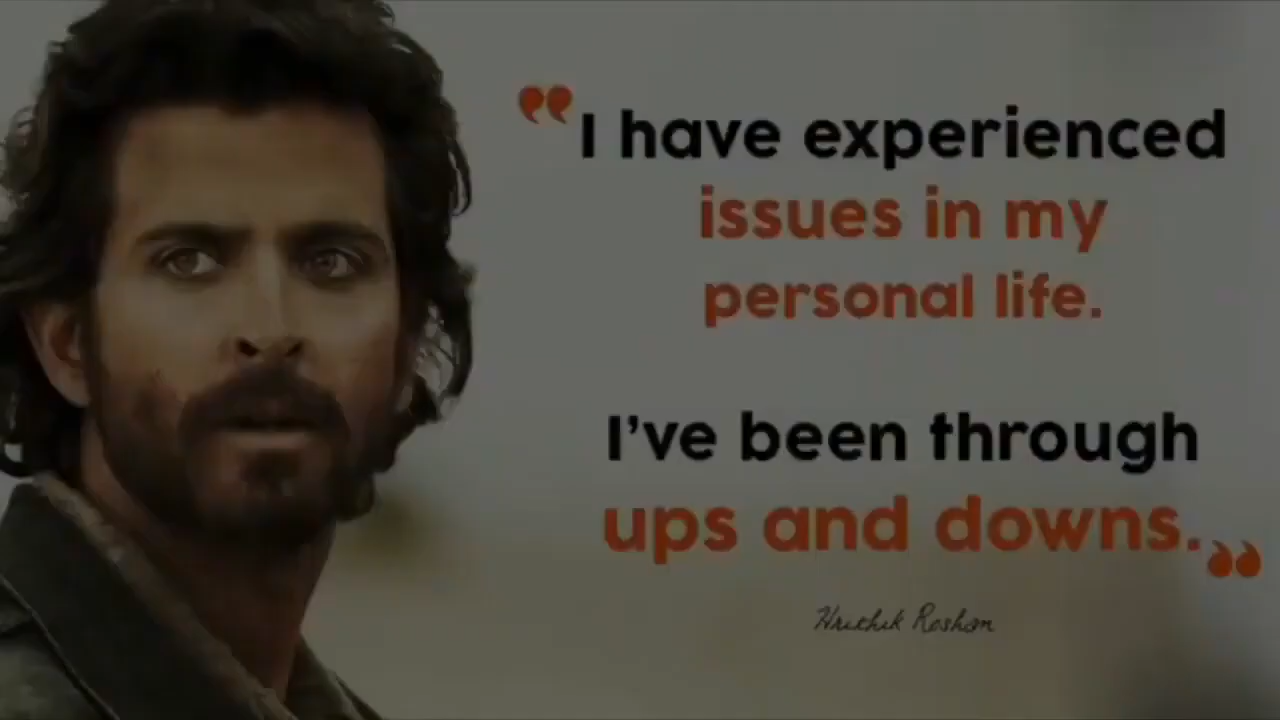 ❝I have experienced
issues in my
personal life.
I’ve been through
ups and downs.❞
Hrithik Roshan